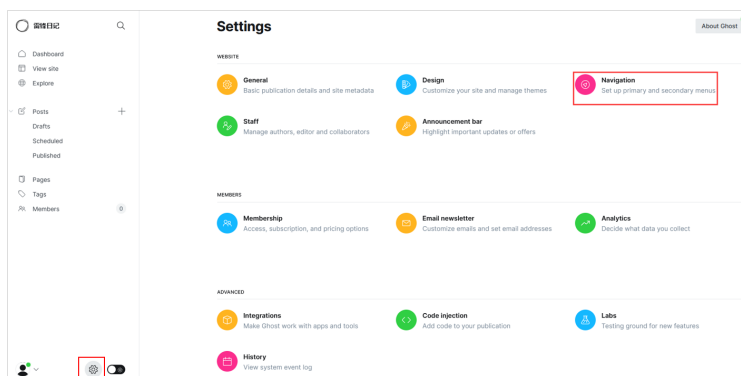 雷锋日记
Dashboard
View site
Explore
Posts
Drafts
Scheduled
Published
Pages
Tags
Members 0
Settings
About Ghost
WEBSITE
General
Basic publication details and site metadata
Design
Customize your site and manage themes
Navigation
Set up primary and secondary menus
Staff
Manage authors, editor and collaborators
Announcement bar
Highlight important updates or offers
MEMBERS
Membership
Access, subscription, and pricing options
Email newsletter
Customize emails and set email addresses
Analytics
Decide what data you collect
ADVANCED
Integrations
Make Ghost work with apps and tools
Code injection
Add code to your publication
Labs
Testing ground for new features
History
View system event log